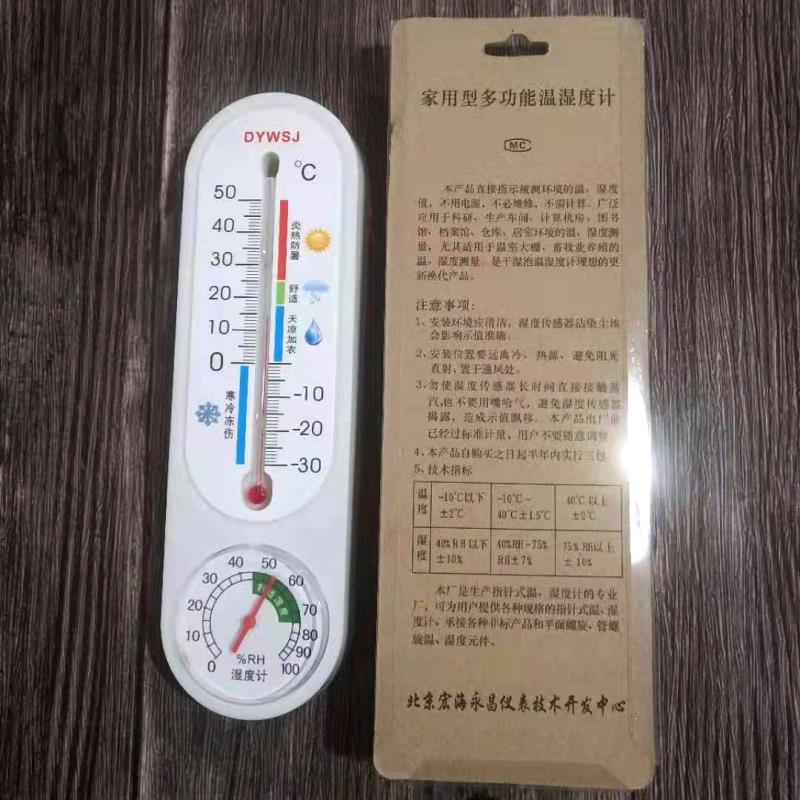 DYWSJ
°C
50
40
30
20
10
0
-10
-20
-30
炎热防暑
舒适
天凉加衣
寒冷冻伤
0
10
20
30
40
50
60
70
80
90
100
舒适湿度
%RH
湿度计
家用型多功能温湿度计
MC
本产品直接指示被测环境的温、湿度
值，不用电源，不必维修，不需计算。广泛
应用于科研、生产车间、计算机房、图书
馆、档案馆、仓库、居室环境的温、湿度测
量，尤其适用于温室大棚、畜牧业养殖的
温、湿度测量。是干湿泡温湿度计理想的更
新换代产品。
注意事项：
1、安装环境应清洁，湿度传感器沾染尘埃
会影响示值准确。
2、安装位置要远离冷、热源、避免阳光
直射，置于通风处。
3、勿使湿度传感器长时间直接接触蒸
汽，也不要用嘴哈气，避免湿度传感器
揭露，造成示值飘移。本产品出厂前
已经过标准计量，用户不要随意调整。
4、本产品自购买之日起半年内实行三包
5、技术指标
温度 -10℃以下 ±2℃ -10℃~40℃±1.5℃ 40℃以上 ±2℃
湿度 40%RH以下 ±10% 40%RH-75%RH±7% 75%RH以上 ±10%
本厂是生产指针式温、湿度计的专业
厂，可为用户提供各种规格的指针式温、湿
度计、承接各种非标产品和平面螺旋、管螺
旋温、湿度元件。
北京宏海永昌仪表技术开发中心